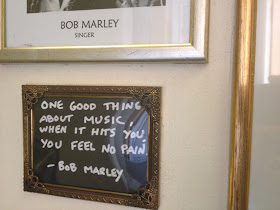 BOB MARLEY
SINGER
ONE GOOD THING
ABOUT MUSIC,
WHEN IT HITS YOU,
YOU FEEL NO PAIN.
- BOB MARLEY